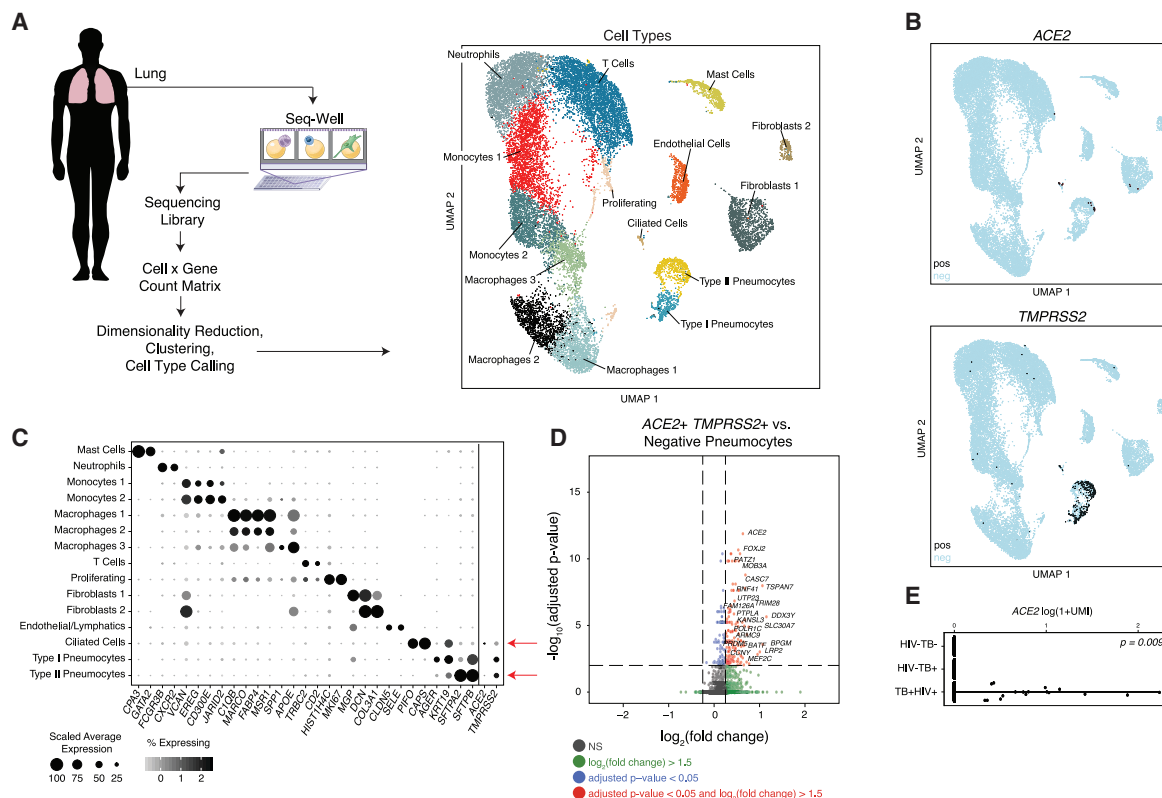 A
Lung
Seq-Well
Sequencing
Library
Cell x Gene
Count Matrix
Dimensionality Reduction,
Clustering,
Cell Type Calling
Cell Types
Neutrophils
T Cells
Mast Cells
Fibroblasts 2
Endothelial Cells
Monocytes 1
Fibroblasts 1
Proliferating
Ciliated Cells
Monocytes 2
Macrophages 3
Type II Pneumocytes
Type I Pneumocytes
Macrophages 2
Macrophages 1
UMAP 2
UMAP 1
B
ACE2
UMAP 2
pos
neg
UMAP 1
TMPRSS2
UMAP 2
pos
neg
UMAP 1
C
Mast Cells
Neutrophils
Monocytes 1
Monocytes 2
Macrophages 1
Macrophages 2
Macrophages 3
T Cells
Proliferating
Fibroblasts 1
Fibroblasts 2
Endothelial/Lymphatics
Ciliated Cells
Type I Pneumocytes
Type II Pneumocytes
CPA3
GATA2
FCGR3B
CXCR2
VCAN
EREG
CD300E
JARID2
C1QB
MARCO
FABP4
MSR1
SPP1
APOE
TRBC2
CD2
HIST1H4C
MKI67
MGP
DCN
COL3A1
CLDN5
SELE
PIFO
CAPS
AGER
KRT19
SFTPA2
SFTPB
ACE2
TMPRSS2
Scaled Average
Expression
100 75 50 25
% Expressing
0 1 2
D
ACE2+ TMPRSS2+ vs.
Negative Pneumocytes
-log10(adjusted p-value)
15
10
5
0
ACE2
FOXJ2
PATZ1
MOB3A
CASC7
RNF41
TSPAN7
UTP23
FAM126A
TRIM28
PTPLA
DDX3Y
KANSL3
SLC30A7
POLR1C
ARMC9
PRDM5
BATF
BPGM
CCNY
LRP2
MEF2C
−2 −1 0 1 2
log2(fold change)
NS
log2(fold change) > 1.5
adjusted p−value < 0.05
adjusted p-value < 0.05 and log2(fold change) > 1.5
E
ACE2 log(1+UMI)
0 1 2
p = 0.009
HIV-TB-
HIV-TB+
TB+HIV+